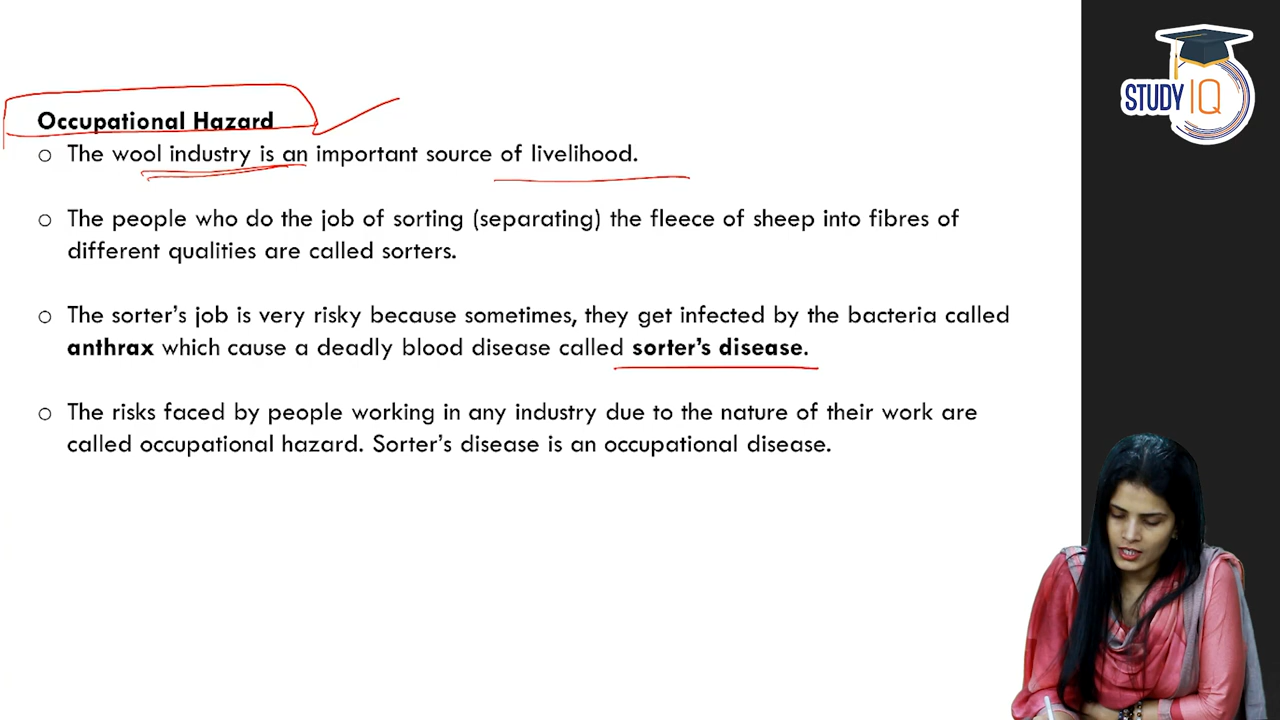 STUDY IQ
Occupational Hazard
The wool industry is an important source of livelihood.
The people who do the job of sorting (separating) the fleece of sheep into fibres of
different qualities are called sorters.
The sorter's job is very risky because sometimes, they get infected by the bacteria called
anthrax which cause a deadly blood disease called sorter's disease.
The risks faced by people working in any industry due to the nature of their work are
called occupational hazard. Sorter's disease is an occupational disease.